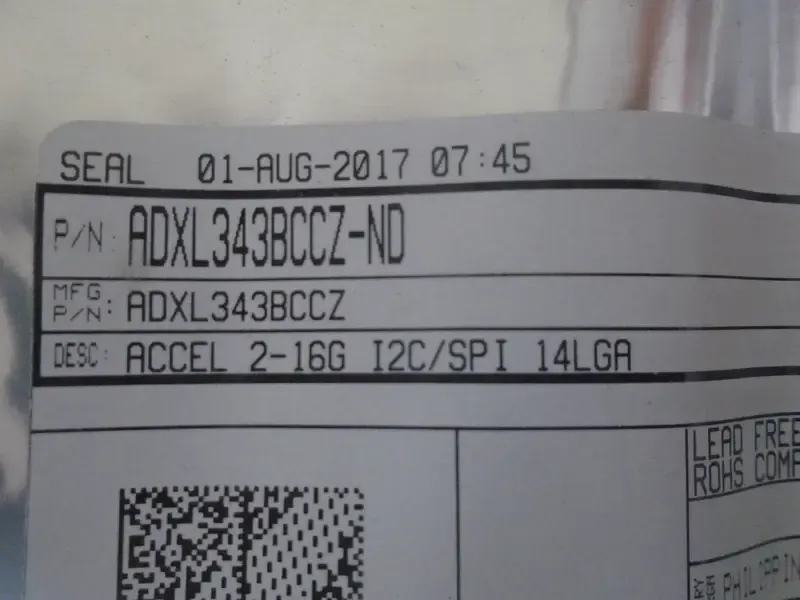 SEAL 01-AUG-2017 07:45
P/N: ADXL343BCCZ-ND
MFG P/N: ADXL343BCCZ
DESC: ACCEL 2-16G I2C/SPI 14LGA
LEAD FREE
ROHS COMP
PHILIPPIN